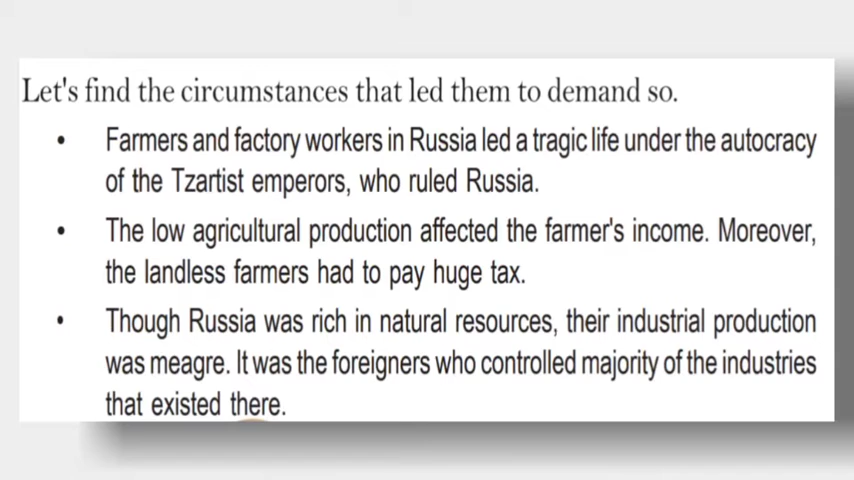 Let's find the circumstances that led them to demand so.
• Farmers and factory workers in Russia led a tragic life under the autocracy
of the Tzartist emperors, who ruled Russia.
• The low agricultural production affected the farmer's income. Moreover,
the landless farmers had to pay huge tax.
• Though Russia was rich in natural resources, their industrial production
was meagre. It was the foreigners who controlled majority of the industries
that existed there.